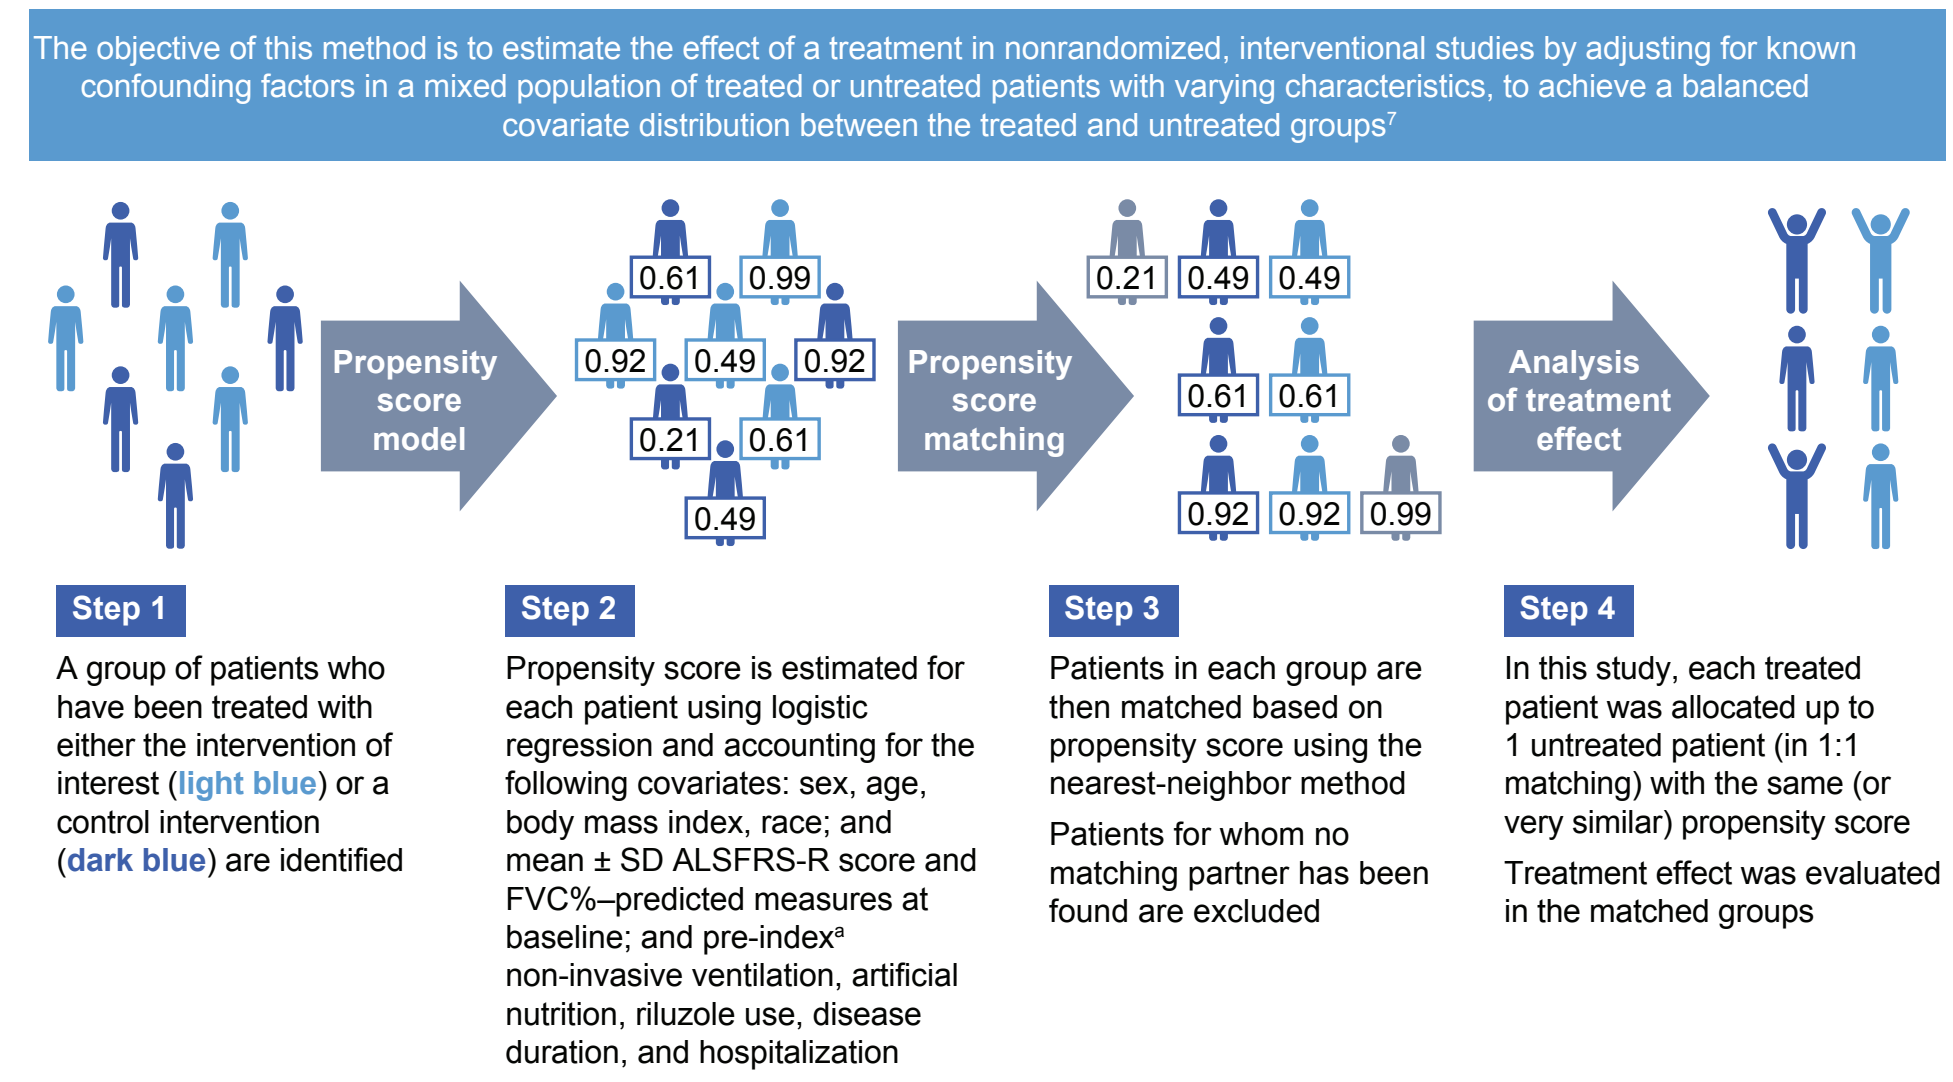 The objective of this method is to estimate the effect of a treatment in nonrandomized, interventional studies by adjusting for known
confounding factors in a mixed population of treated or untreated patients with varying characteristics, to achieve a balanced
covariate distribution between the treated and untreated groups⁷
Propensity
score
model
0.61
0.99
0.92
0.49
0.92
0.21
0.61
0.49
Propensity
score
matching
0.21
0.49
0.49
0.61
0.61
0.92
0.92
0.99
Analysis
of treatment
effect
Step 1
A group of patients who
have been treated with
either the intervention of
interest (light blue) or a
control intervention
(dark blue) are identified
Step 2
Propensity score is estimated for
each patient using logistic
regression and accounting for the
following covariates: sex, age,
body mass index, race; and
mean ± SD ALSFRS-R score and
FVC%–predicted measures at
baseline; and pre-indexᵃ
non-invasive ventilation, artificial
nutrition, riluzole use, disease
duration, and hospitalization
Step 3
Patients in each group are
then matched based on
propensity score using the
nearest-neighbor method
Patients for whom no
matching partner has been
found are excluded
Step 4
In this study, each treated
patient was allocated up to
1 untreated patient (in 1:1
matching) with the same (or
very similar) propensity score
Treatment effect was evaluated
in the matched groups